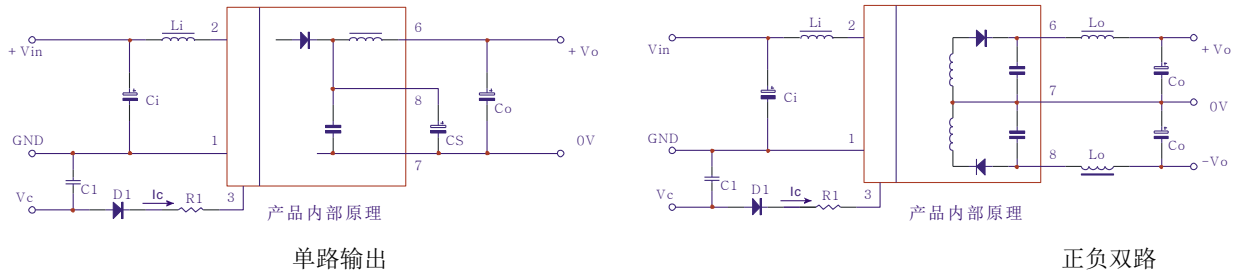 Li
2
6
+Vin
+Vo
Ci
8
Co
CS
GND
1
0V
7
C1
Vc
D1
Ic
R1
3
产品内部原理
单路输出
Li
2
6
Lo
Vin
+Vo
Ci
Co
7
0V
GND
1
Co
8
Lo
-Vo
C1
Vc
D1
Ic
R1
3
产品内部原理
正负双路